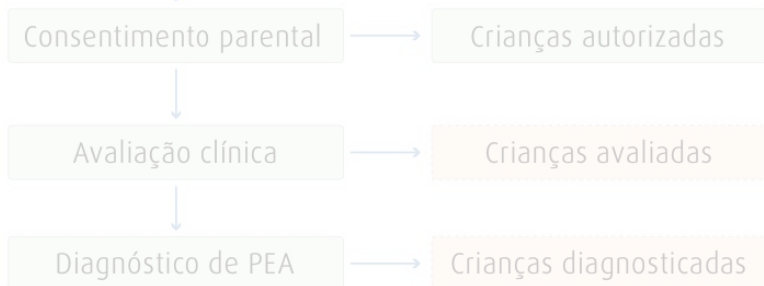 Consentimento parental
Crianças autorizadas
Avaliação clínica
Crianças avaliadas
Diagnóstico de PEA
Crianças diagnosticadas